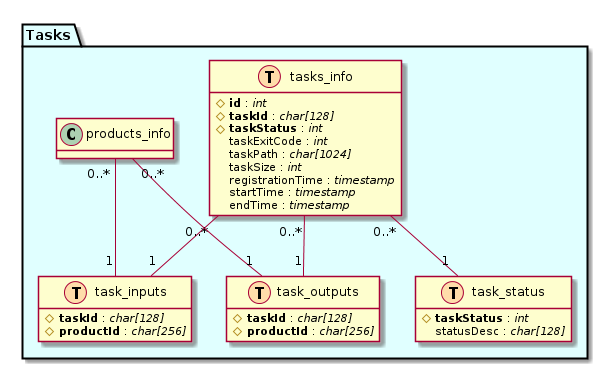 Tasks
T tasks_info
id : int
taskId : char[128]
taskStatus : int
taskExitCode : int
taskPath : char[1024]
taskSize : int
registrationTime : timestamp
startTime : timestamp
endTime : timestamp
C products_info
0..* 0..*
0..* 0..* 0..*
1 1 1 1 1
T task_inputs
taskId : char[128]
productId : char[256]
T task_outputs
taskId : char[128]
productId : char[256]
T task_status
taskStatus : int
statusDesc : char[128]